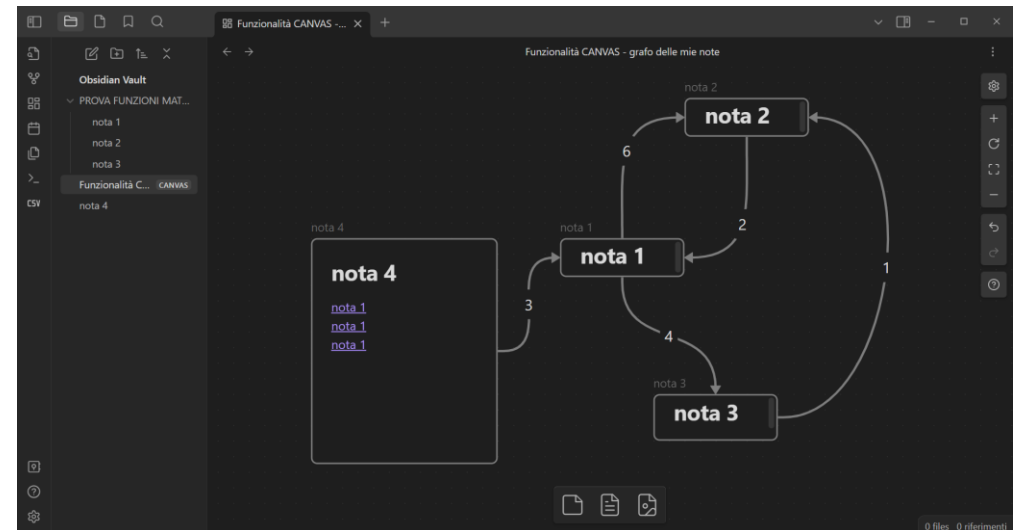 Funzionalità CANVAS -...
Funzionalità CANVAS - grafo delle mie note
Obsidian Vault
PROVA FUNZIONI MAT...
nota 1
nota 2
nota 3
Funzionalità C... CANVAS
nota 4
CSV
nota 2
nota 2
6
2
nota 4
nota 4
nota 1
nota 1
nota 1
nota 1
nota 1
3
1
4
nota 3
nota 3
0 files 0 riferimenti